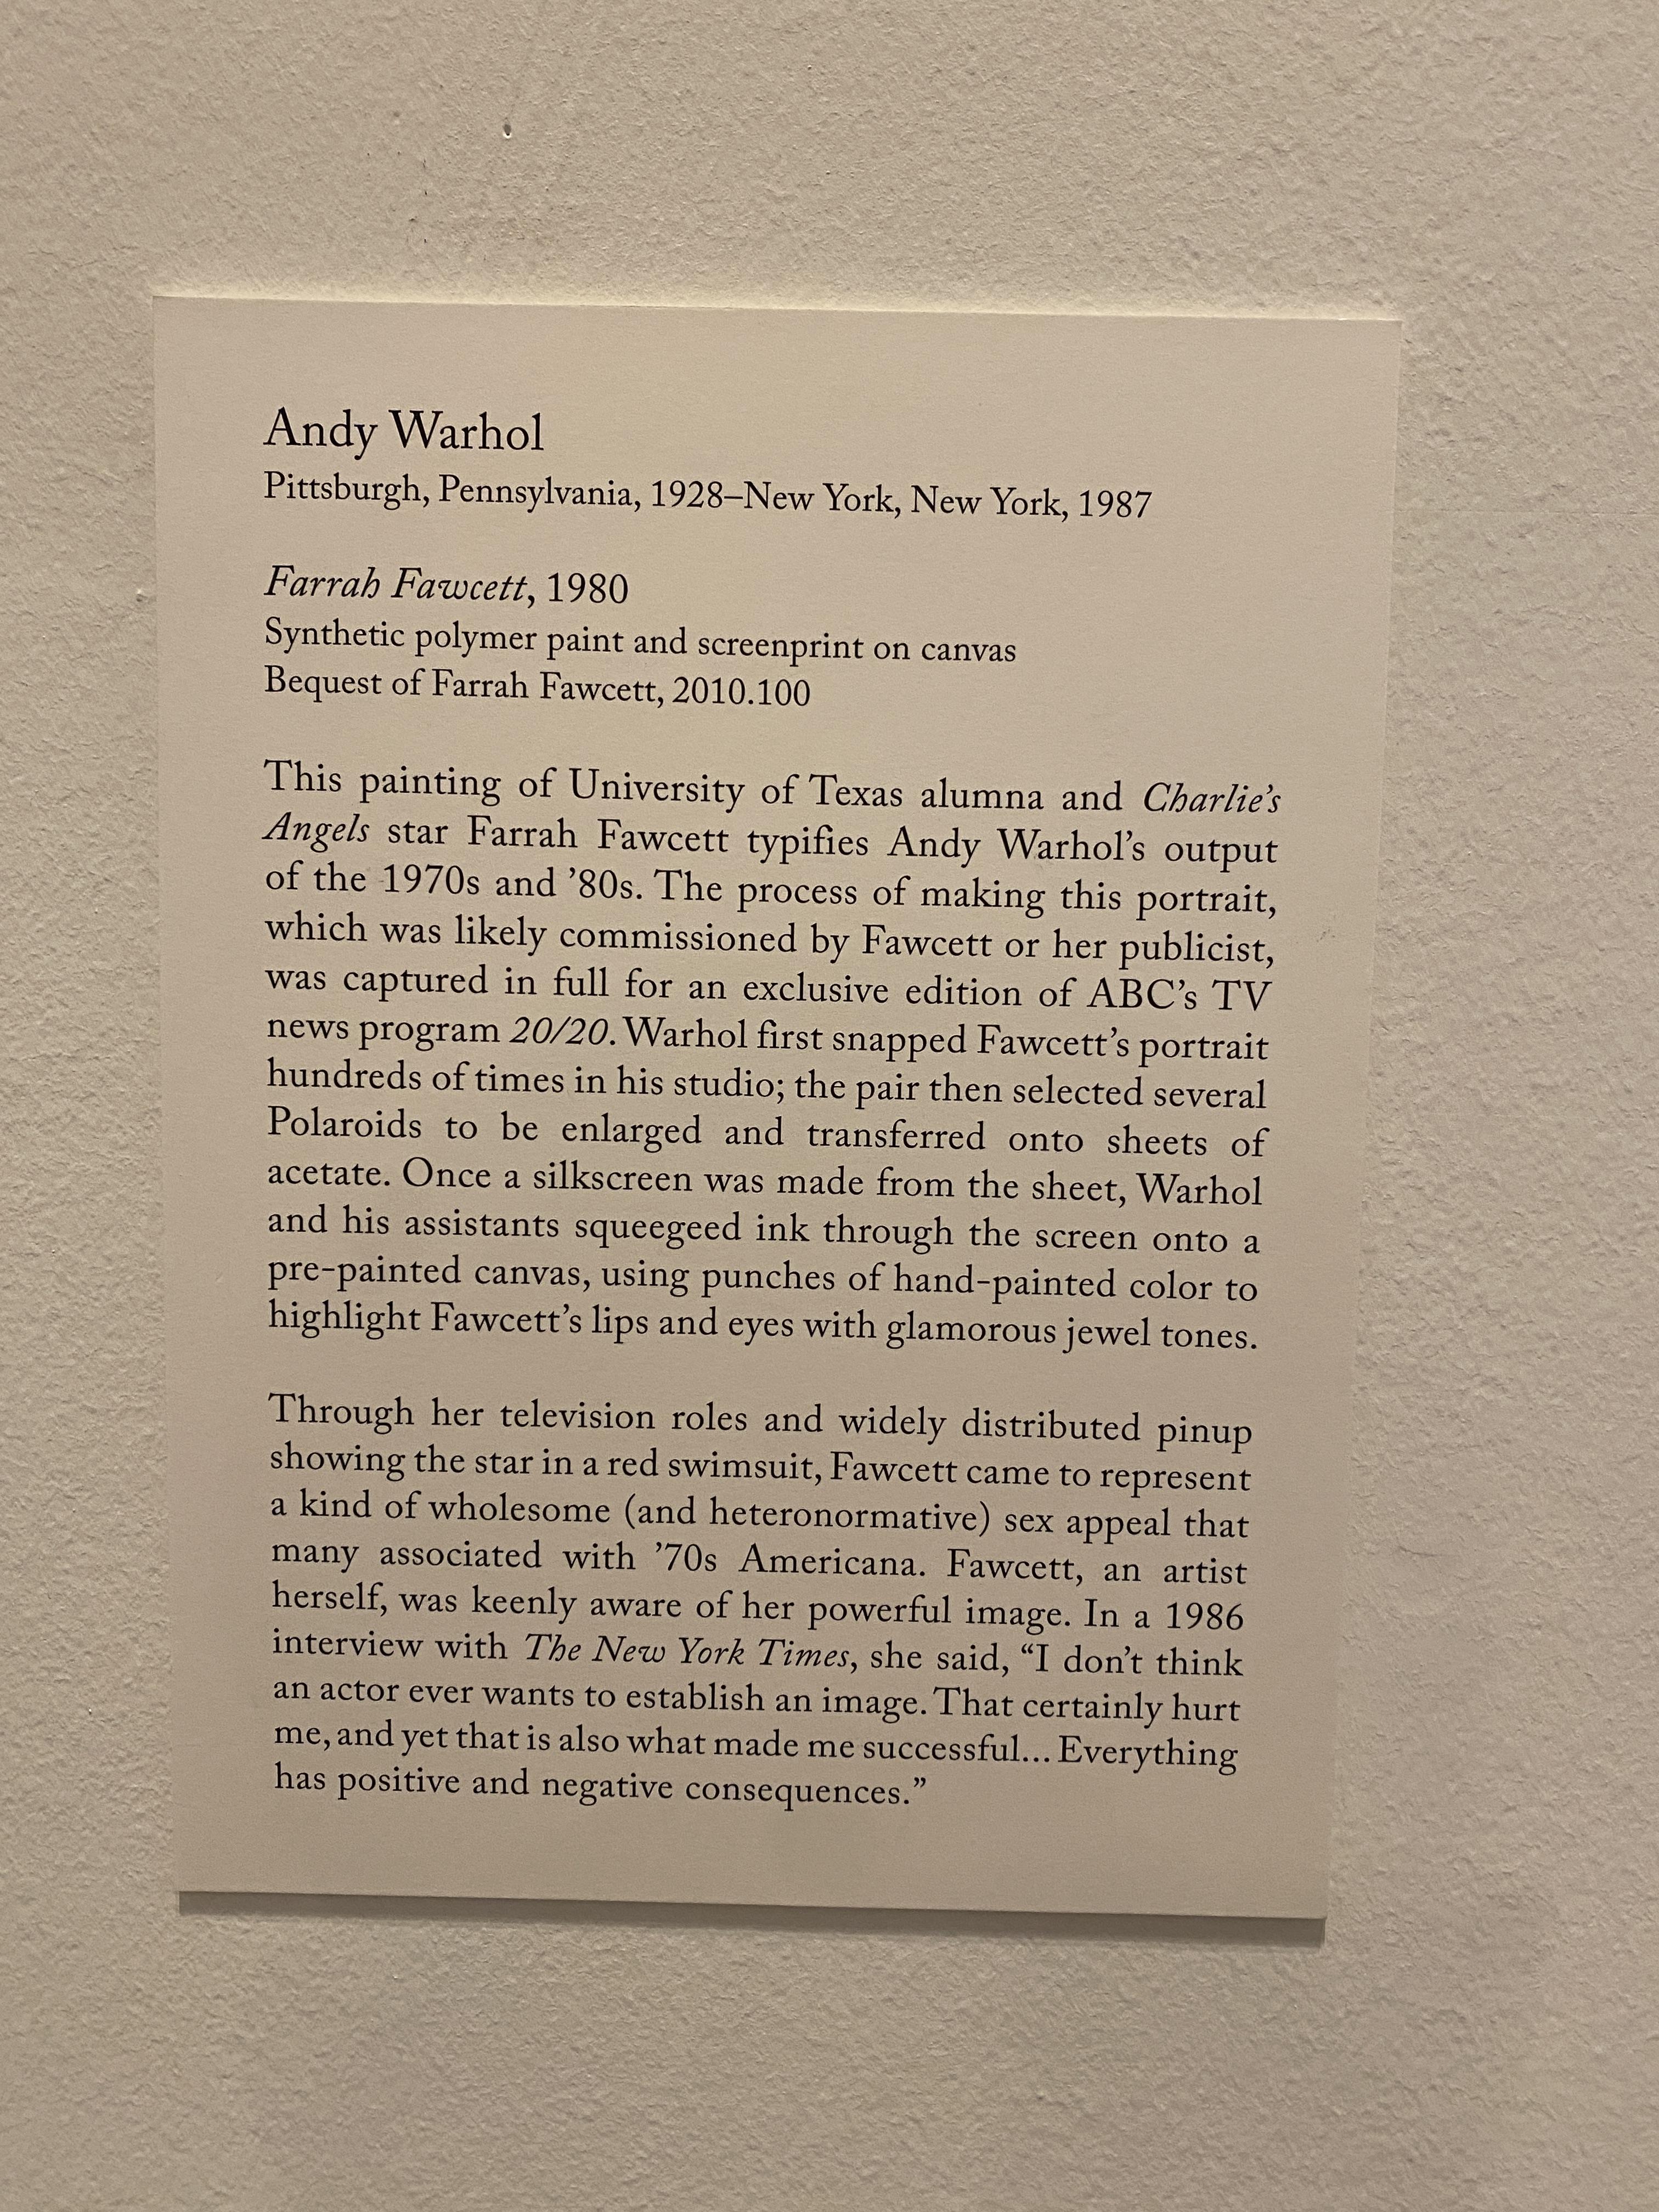 Andy Warhol
Pittsburgh, Pennsylvania, 1928–New York, New York, 1987
Farrah Fawcett, 1980
Synthetic polymer paint and screenprint on canvas
Bequest of Farrah Fawcett, 2010.100
This painting of University of Texas alumna and Charlie’s
Angels star Farrah Fawcett typifies Andy Warhol’s output
of the 1970s and ’80s. The process of making this portrait,
which was likely commissioned by Fawcett or her publicist,
was captured in full for an exclusive edition of ABC’s TV
news program 20/20. Warhol first snapped Fawcett’s portrait
hundreds of times in his studio; the pair then selected several
Polaroids to be enlarged and transferred onto sheets of
acetate. Once a silkscreen was made from the sheet, Warhol
and his assistants squeegeed ink through the screen onto a
pre-painted canvas, using punches of hand-painted color to
highlight Fawcett’s lips and eyes with glamorous jewel tones.
Through her television roles and widely distributed pinup
showing the star in a red swimsuit, Fawcett came to represent
a kind of wholesome (and heteronormative) sex appeal that
many associated with ’70s Americana. Fawcett, an artist
herself, was keenly aware of her powerful image. In a 1986
interview with The New York Times, she said, “I don’t think
an actor ever wants to establish an image. That certainly hurt
me, and yet that is also what made me successful... Everything
has positive and negative consequences.”